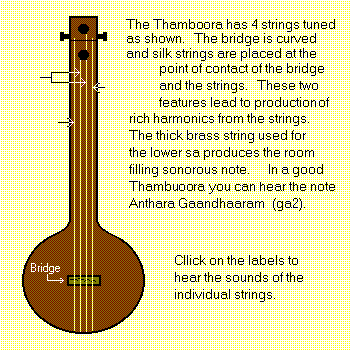 The Thamboora has 4 strings tuned
as shown. The bridge is curved
and silk strings are placed at the
point of contact of the bridge
and the strings. These two
features lead to production of
rich harmonics from the strings.
The thick brass string used for
the lower sa produces the room
filling sonorous note. In a good
Thambuoora you can hear the note
Anthara Gaandhaaram (ga2).
Bridge
Cllick on the labels to
hear the sounds of the
individual strings.